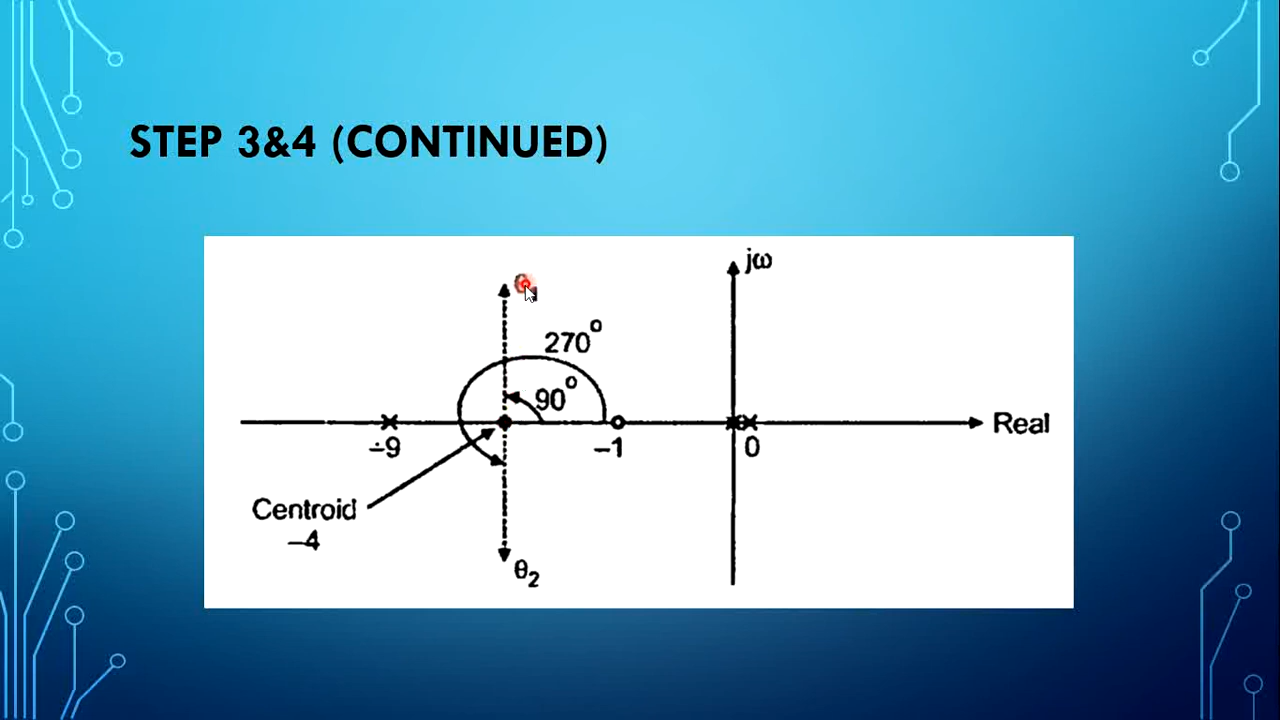 STEP 3&4 (CONTINUED)
jω
270°
90°
Real
–9
–1
0
Centroid
–4
θ2